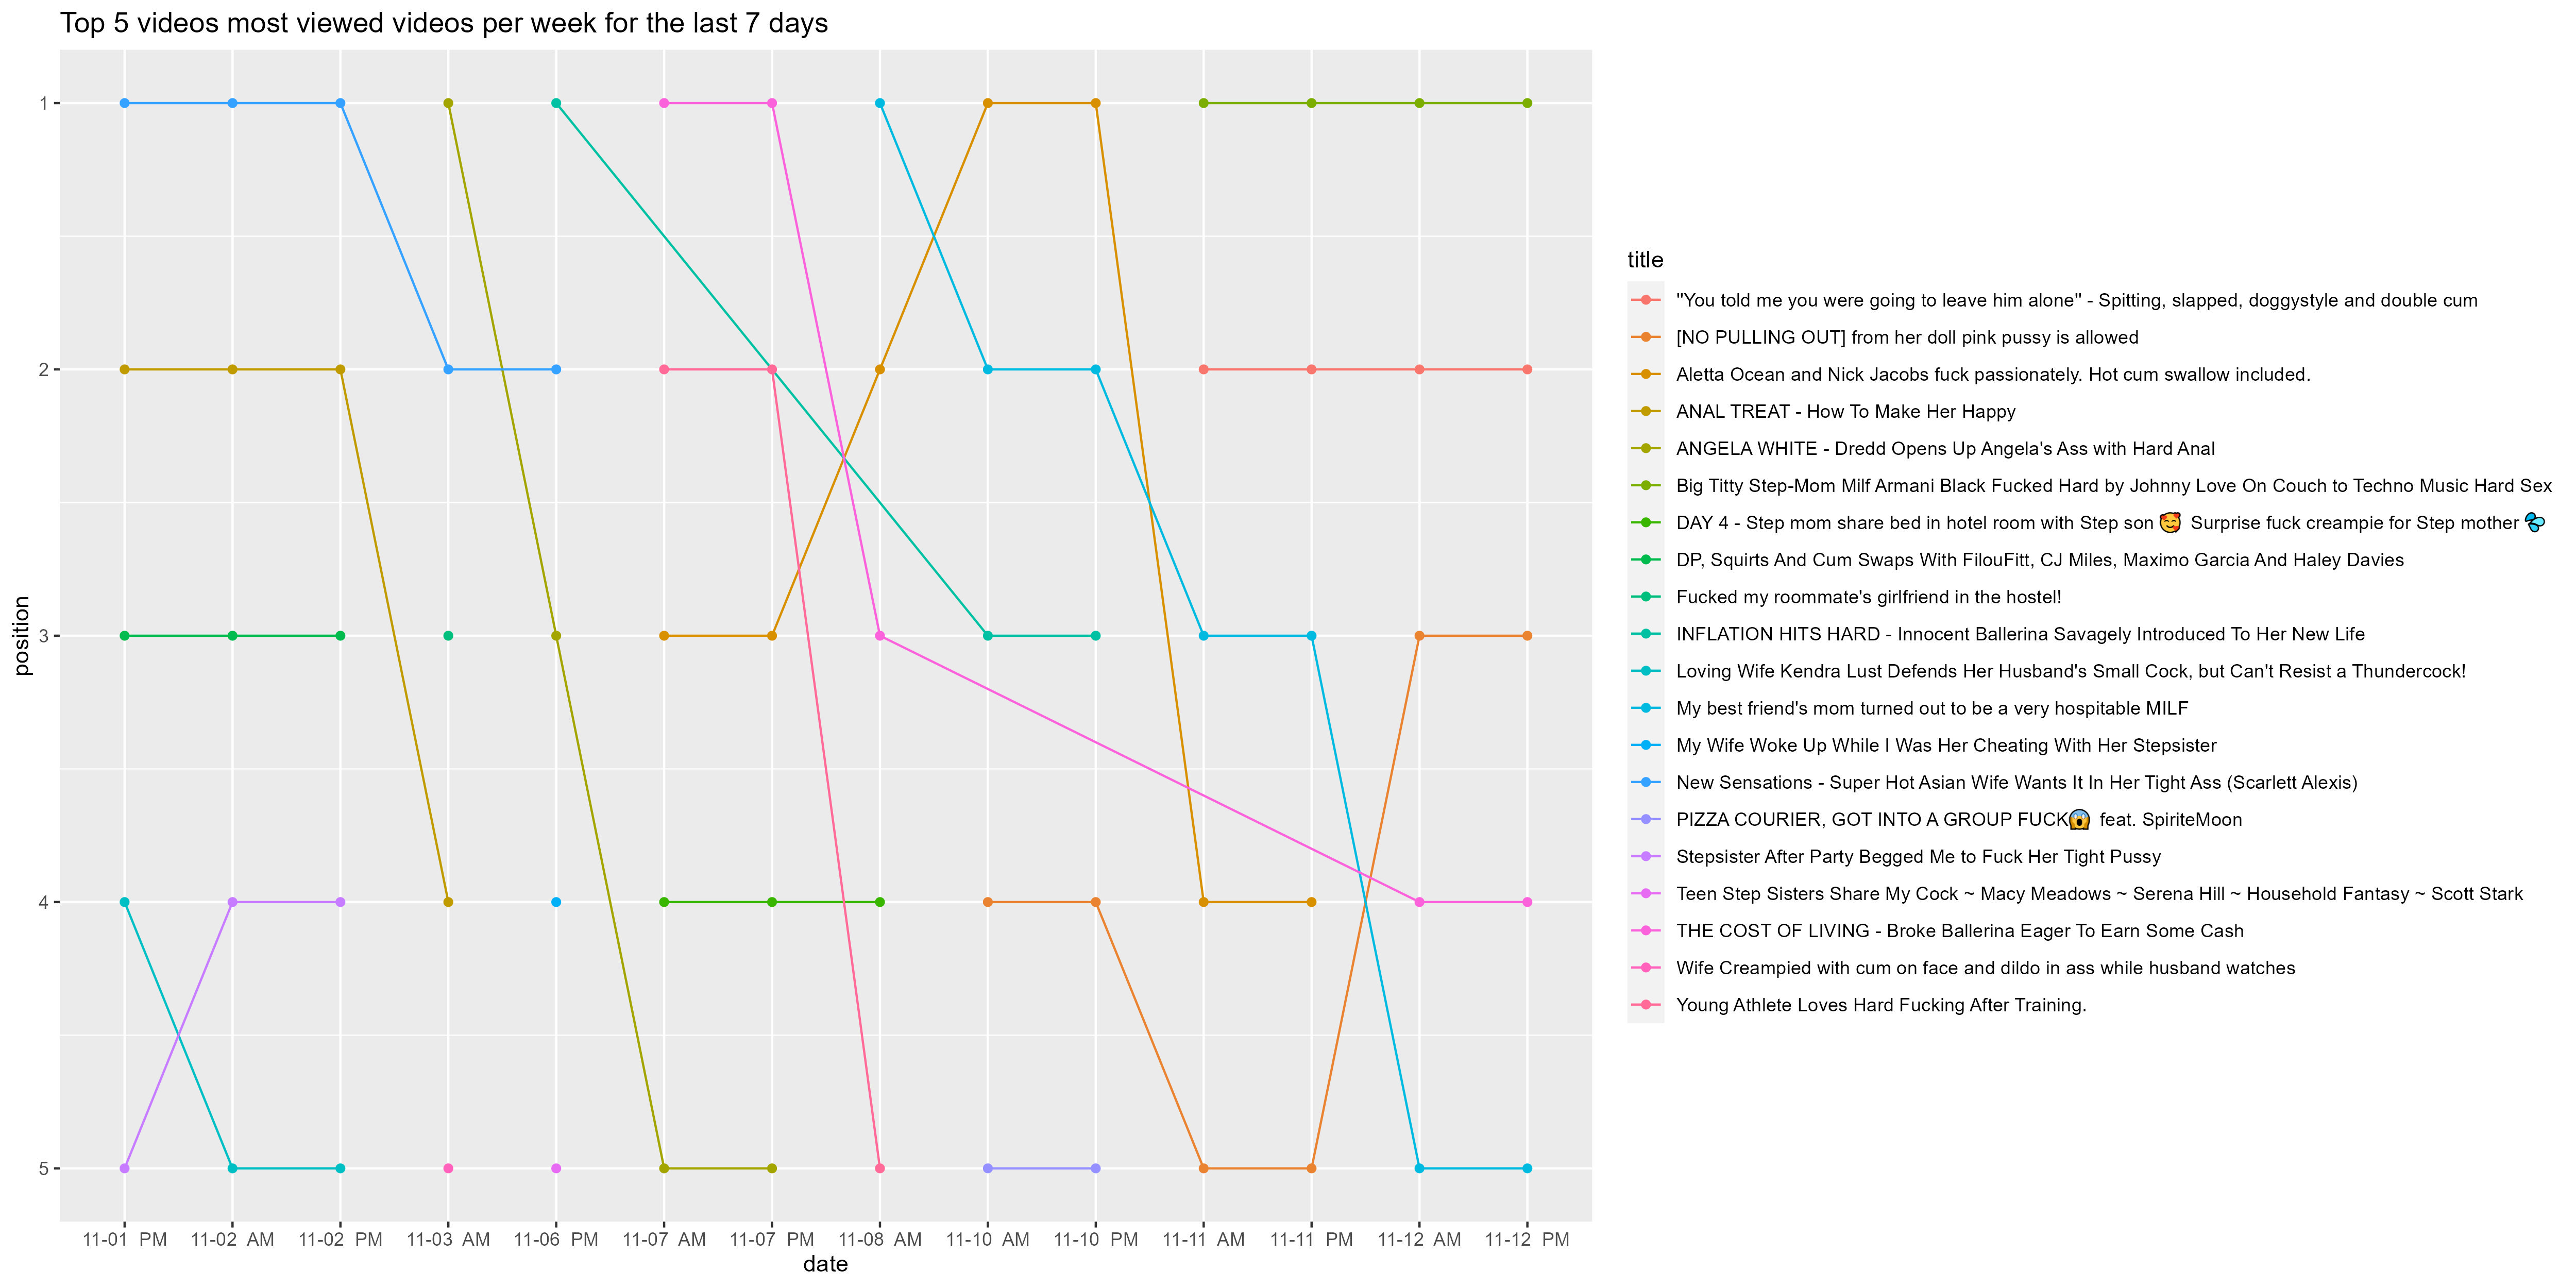 Top 5 videos most viewed videos per week for the last 7 days
position
1
2
3
4
5
11-01 PM
11-02 AM
11-02 PM
11-03 AM
11-06 PM
11-07 AM
11-07 PM
11-08 AM
11-10 AM
11-10 PM
11-11 AM
11-11 PM
11-12 AM
11-12 PM
date
title
"You told me you were going to leave him alone" - Spitting, slapped, doggystyle and double cum
[NO PULLING OUT] from her doll pink pussy is allowed
Aletta Ocean and Nick Jacobs fuck passionately. Hot cum swallow included.
ANAL TREAT - How To Make Her Happy
ANGELA WHITE - Dredd Opens Up Angela's Ass with Hard Anal
Big Titty Step-Mom Milf Armani Black Fucked Hard by Johnny Love On Couch to Techno Music Hard Sex
DAY 4 - Step mom share bed in hotel room with Step son 🥰 Surprise fuck creampie for Step mother 💦
DP, Squirts And Cum Swaps With FilouFitt, CJ Miles, Maximo Garcia And Haley Davies
Fucked my roommate's girlfriend in the hostel!
INFLATION HITS HARD - Innocent Ballerina Savagely Introduced To Her New Life
Loving Wife Kendra Lust Defends Her Husband's Small Cock, but Can't Resist a Thundercock!
My best friend's mom turned out to be a very hospitable MILF
My Wife Woke Up While I Was Her Cheating With Her Stepsister
New Sensations - Super Hot Asian Wife Wants It In Her Tight Ass (Scarlett Alexis)
PIZZA COURIER, GOT INTO A GROUP FUCK😱 feat. SpiriteMoon
Stepsister After Party Begged Me to Fuck Her Tight Pussy
Teen Step Sisters Share My Cock ~ Macy Meadows ~ Serena Hill ~ Household Fantasy ~ Scott Stark
THE COST OF LIVING - Broke Ballerina Eager To Earn Some Cash
Wife Creampied with cum on face and dildo in ass while husband watches
Young Athlete Loves Hard Fucking After Training.